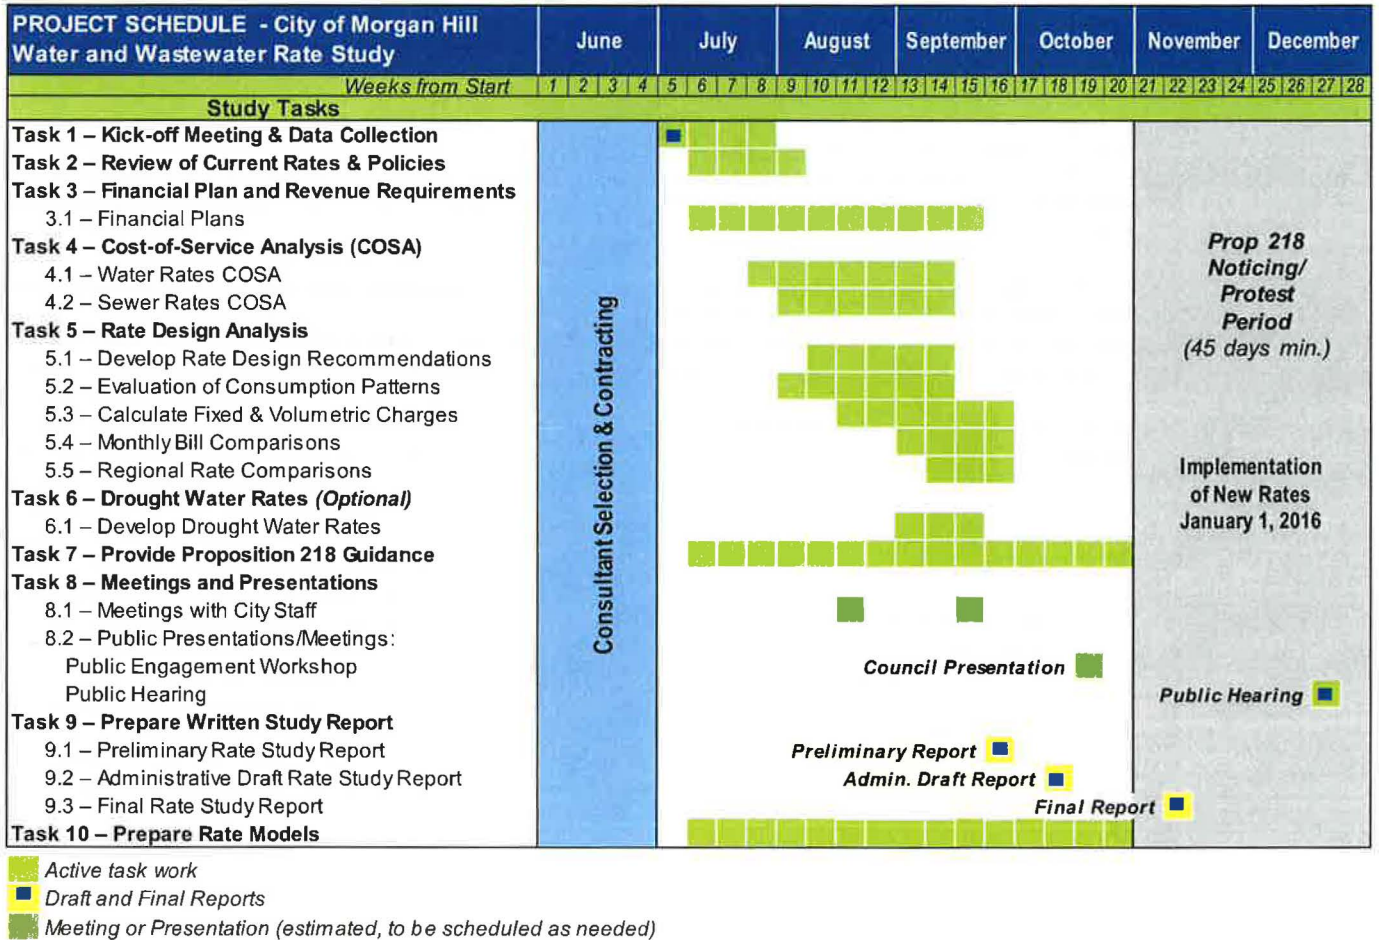 PROJECT SCHEDULE - City of Morgan Hill
Water and Wastewater Rate Study
June July August September October November December
Weeks from Start 1 2 3 4 5 6 7 8 9 10 11 12 13 14 15 16 17 18 19 20 21 22 23 24 25 26 27 28
Study Tasks
Task 1 – Kick-off Meeting & Data Collection
Task 2 – Review of Current Rates & Policies
Task 3 – Financial Plan and Revenue Requirements
3.1 – Financial Plans
Task 4 – Cost-of-Service Analysis (COSA)
4.1 – Water Rates COSA
4.2 – Sewer Rates COSA
Task 5 – Rate Design Analysis
5.1 – Develop Rate Design Recommendations
5.2 – Evaluation of Consumption Patterns
5.3 – Calculate Fixed & Volumetric Charges
5.4 – Monthly Bill Comparisons
5.5 – Regional Rate Comparisons
Task 6 – Drought Water Rates (Optional)
6.1 – Develop Drought Water Rates
Task 7 – Provide Proposition 218 Guidance
Task 8 – Meetings and Presentations
8.1 – Meetings with City Staff
8.2 – Public Presentations/Meetings:
Public Engagement Workshop
Public Hearing
Task 9 – Prepare Written Study Report
9.1 – Preliminary Rate Study Report
9.2 – Administrative Draft Rate Study Report
9.3 – Final Rate Study Report
Task 10 – Prepare Rate Models
Consultant Selection & Contracting
Council Presentation
Preliminary Report
Admin. Draft Report
Final Report
Prop 218
Noticing/
Protest
Period
(45 days min.)
Implementation
of New Rates
January 1, 2016
Public Hearing
Active task work
Draft and Final Reports
Meeting or Presentation (estimated, to be scheduled as needed)